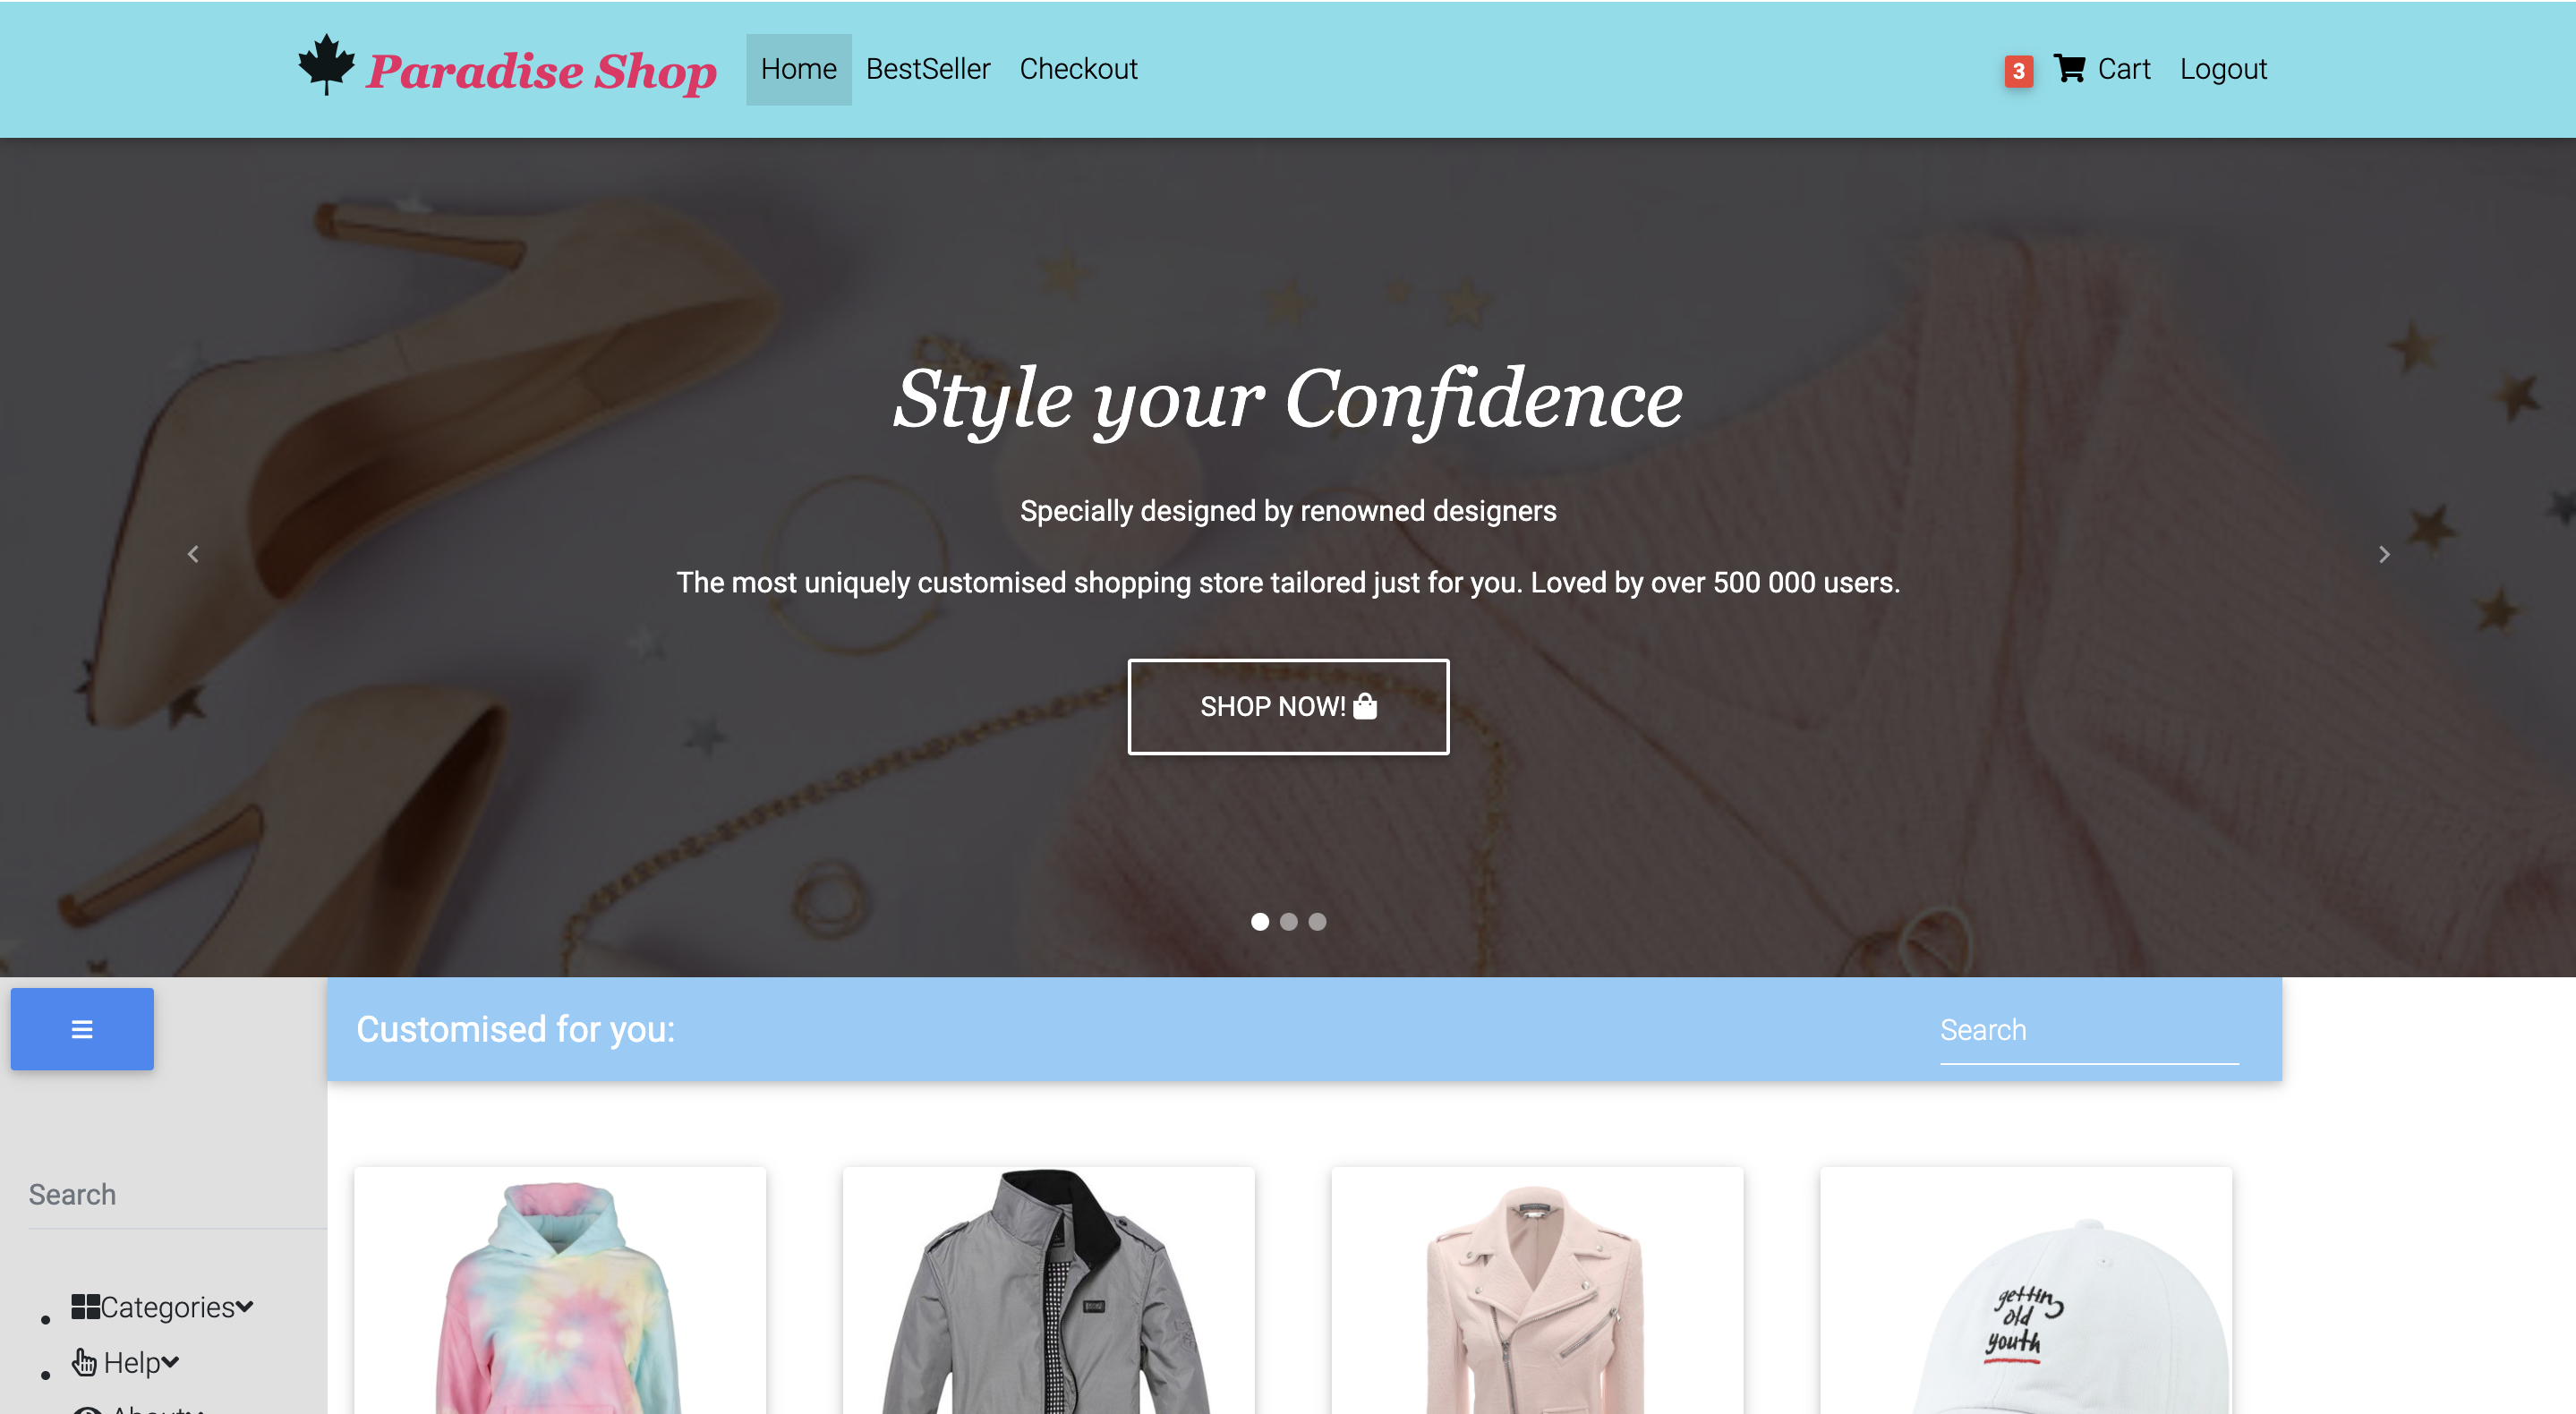 Paradise Shop
Home BestSeller Checkout
3 Cart Logout
Style your Confidence
Specially designed by renowned designers
The most uniquely customised shopping store tailored just for you. Loved by over 500 000 users.
SHOP NOW!
Customised for you:
Search
Search
Categories
Help
About
getting
old
youth